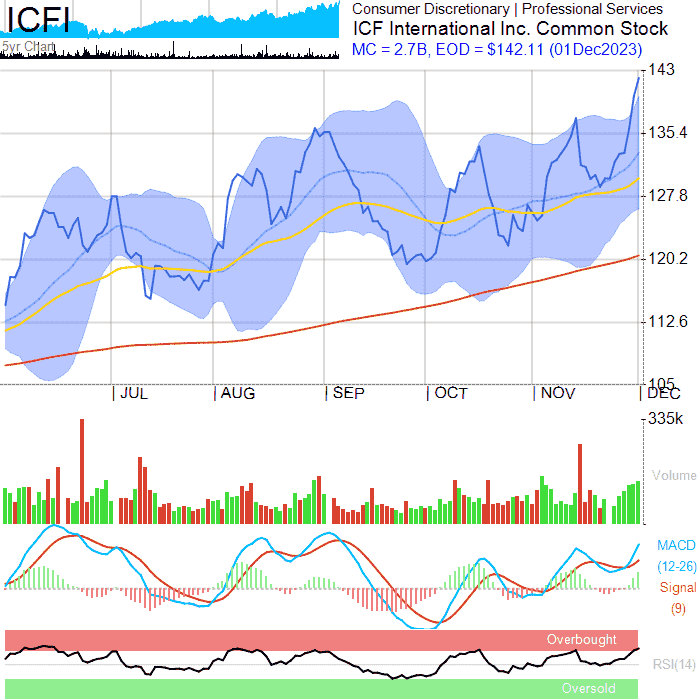 ICFI
5yr Chart
Consumer Discretionary | Professional Services
ICF International Inc. Common Stock
MC = 2.7B, EOD = $142.11 (01Dec2023)
143
135.4
127.8
120.2
112.6
105
JUL
AUG
SEP
OCT
NOV
DEC
335k
Volume
MACD
(12-26)
Signal
(9)
Overbought
RSI(14)
Oversold